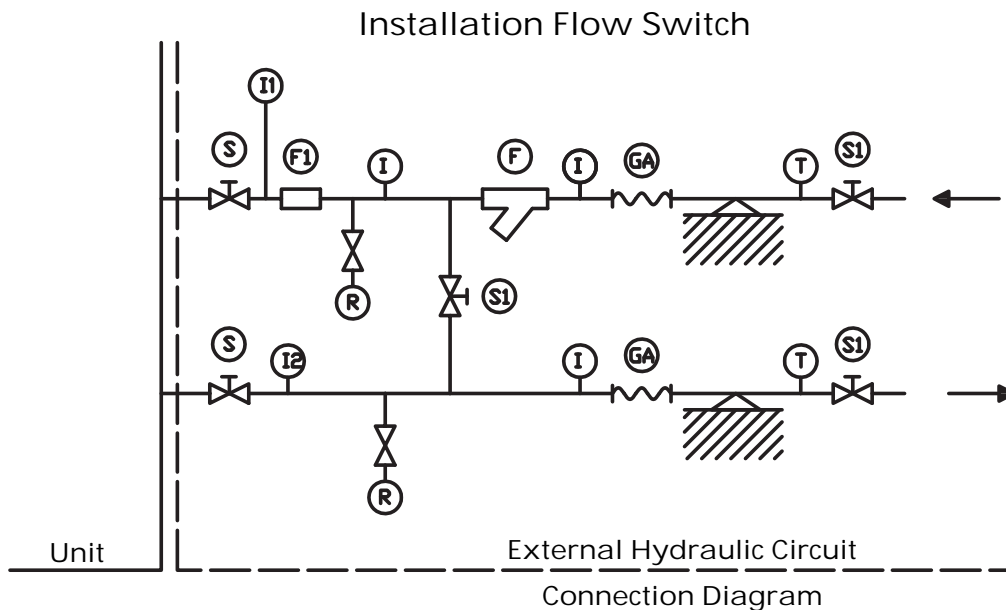 Installation Flow Switch
I1
S
F1
I
F
I
GA
T
S1
R
S1
S
I2
I
GA
T
S1
R
Unit
External Hydraulic Circuit
Connection Diagram